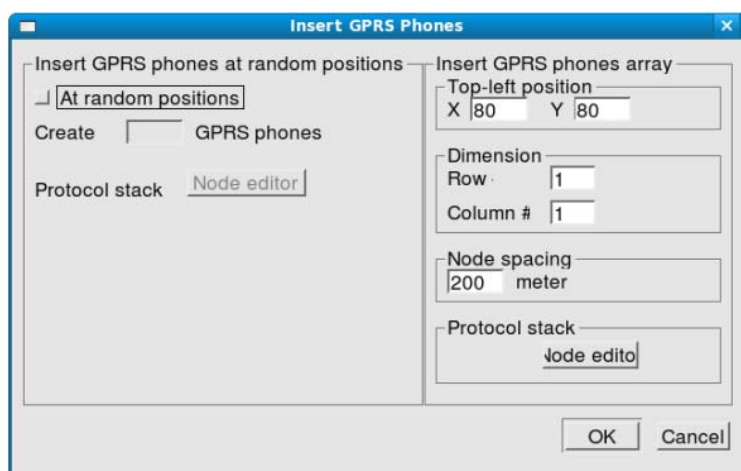 Insert GPRS Phones
Insert GPRS phones at random positions
At random positions
Create GPRS phones
Protocol stack Node editor
Insert GPRS phones array
Top-left position
X 80 Y 80
Dimension
Row 1
Column # 1
Node spacing
200 meter
Protocol stack
Node edito
OK Cancel